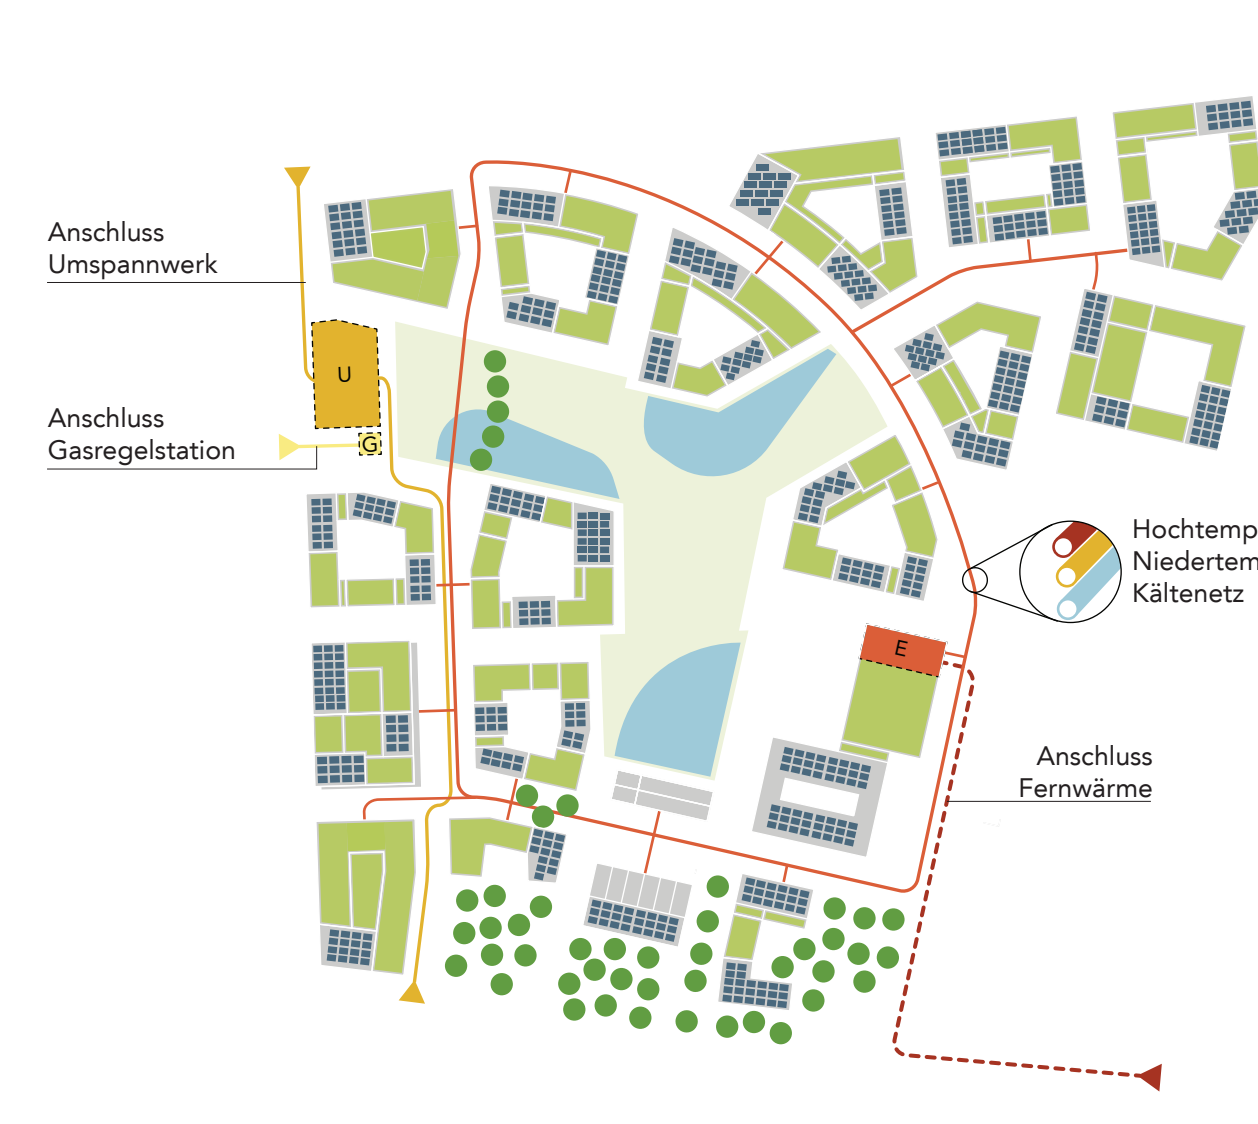 Anschluss
Umspannwerk
U
Anschluss
Gasregelstation
G
Hochtemp
Niedertem
Kältenetz
E
Anschluss
Fernwärme